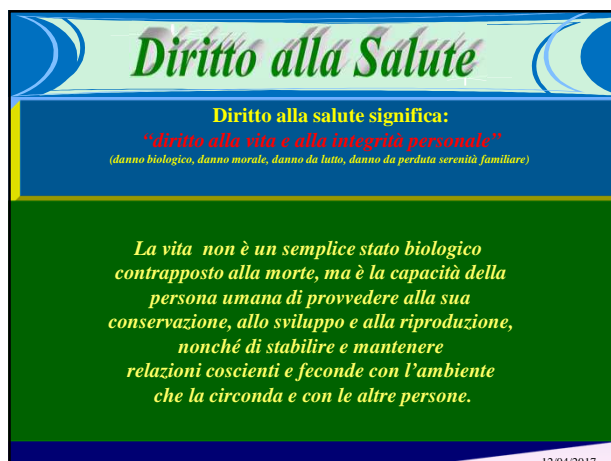 Diritto alla Salute
Diritto alla salute significa:
“diritto alla vita e alla integrità personale”
(danno biologico, danno morale, danno da lutto, danno da perduta serenità familiare)
La vita non è un semplice stato biologico
contrapposto alla morte, ma è la capacità della
persona umana di provvedere alla sua
conservazione, allo sviluppo e alla riproduzione,
nonché di stabilire e mantenere
relazioni coscienti e feconde con l’ambiente
che la circonda e con le altre persone.